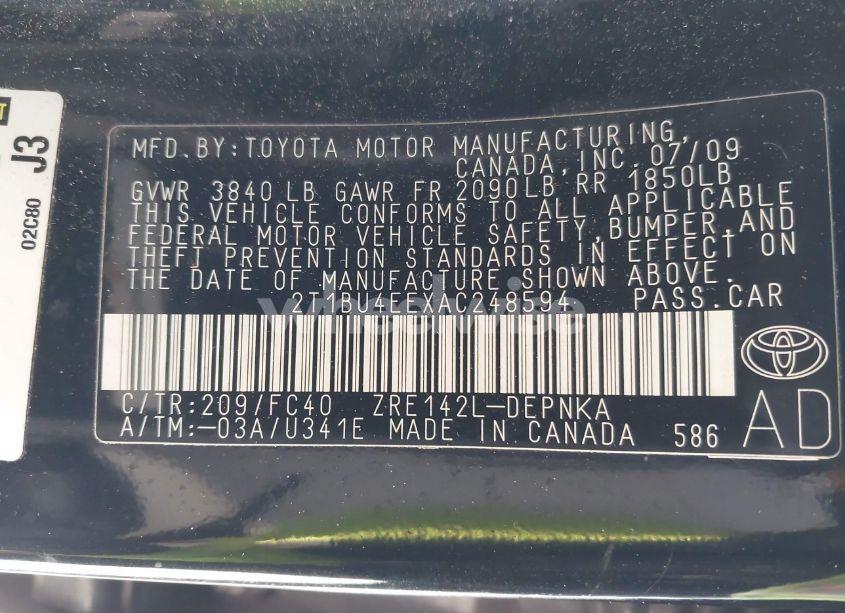 J3
02C80
MFD.BY:TOYOTA MOTOR MANUFACTURING,
CANADA,INC.07/09
GVWR 3840LB GAWR FR 2090LB RR 1850LB
THIS VEHICLE CONFORMS TO ALL APPLICABLE
FEDERAL MOTOR VEHICLE SAFETY,BUMPER,AND
THEFT PREVENTION STANDARDS IN EFFECT ON
THE DATE OF MANUFACTURE SHOWN ABOVE.
2T1BU4EEXAC248594 PASS.CAR
wheelwise
C/TR:209/FC40 ZRE142L-DEPNKA
A/TM:-03A/U341E MADE IN CANADA 586
AD